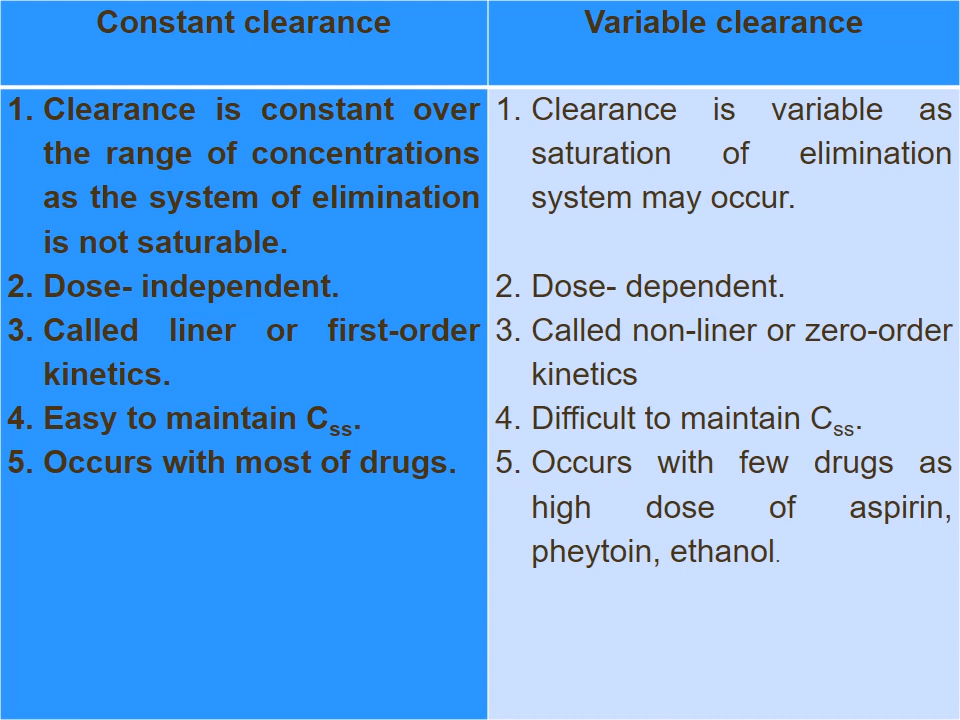 Constant clearance
Variable clearance
1. Clearance is constant over
the range of concentrations
as the system of elimination
is not saturable.
2. Dose- independent.
3. Called liner or first-order
kinetics.
4. Easy to maintain Css.
5. Occurs with most of drugs.
1. Clearance is variable as
saturation of elimination
system may occur.
2. Dose- dependent.
3. Called non-liner or zero-order
kinetics
4. Difficult to maintain Css.
5. Occurs with few drugs as
high dose of aspirin,
pheytoin, ethanol.